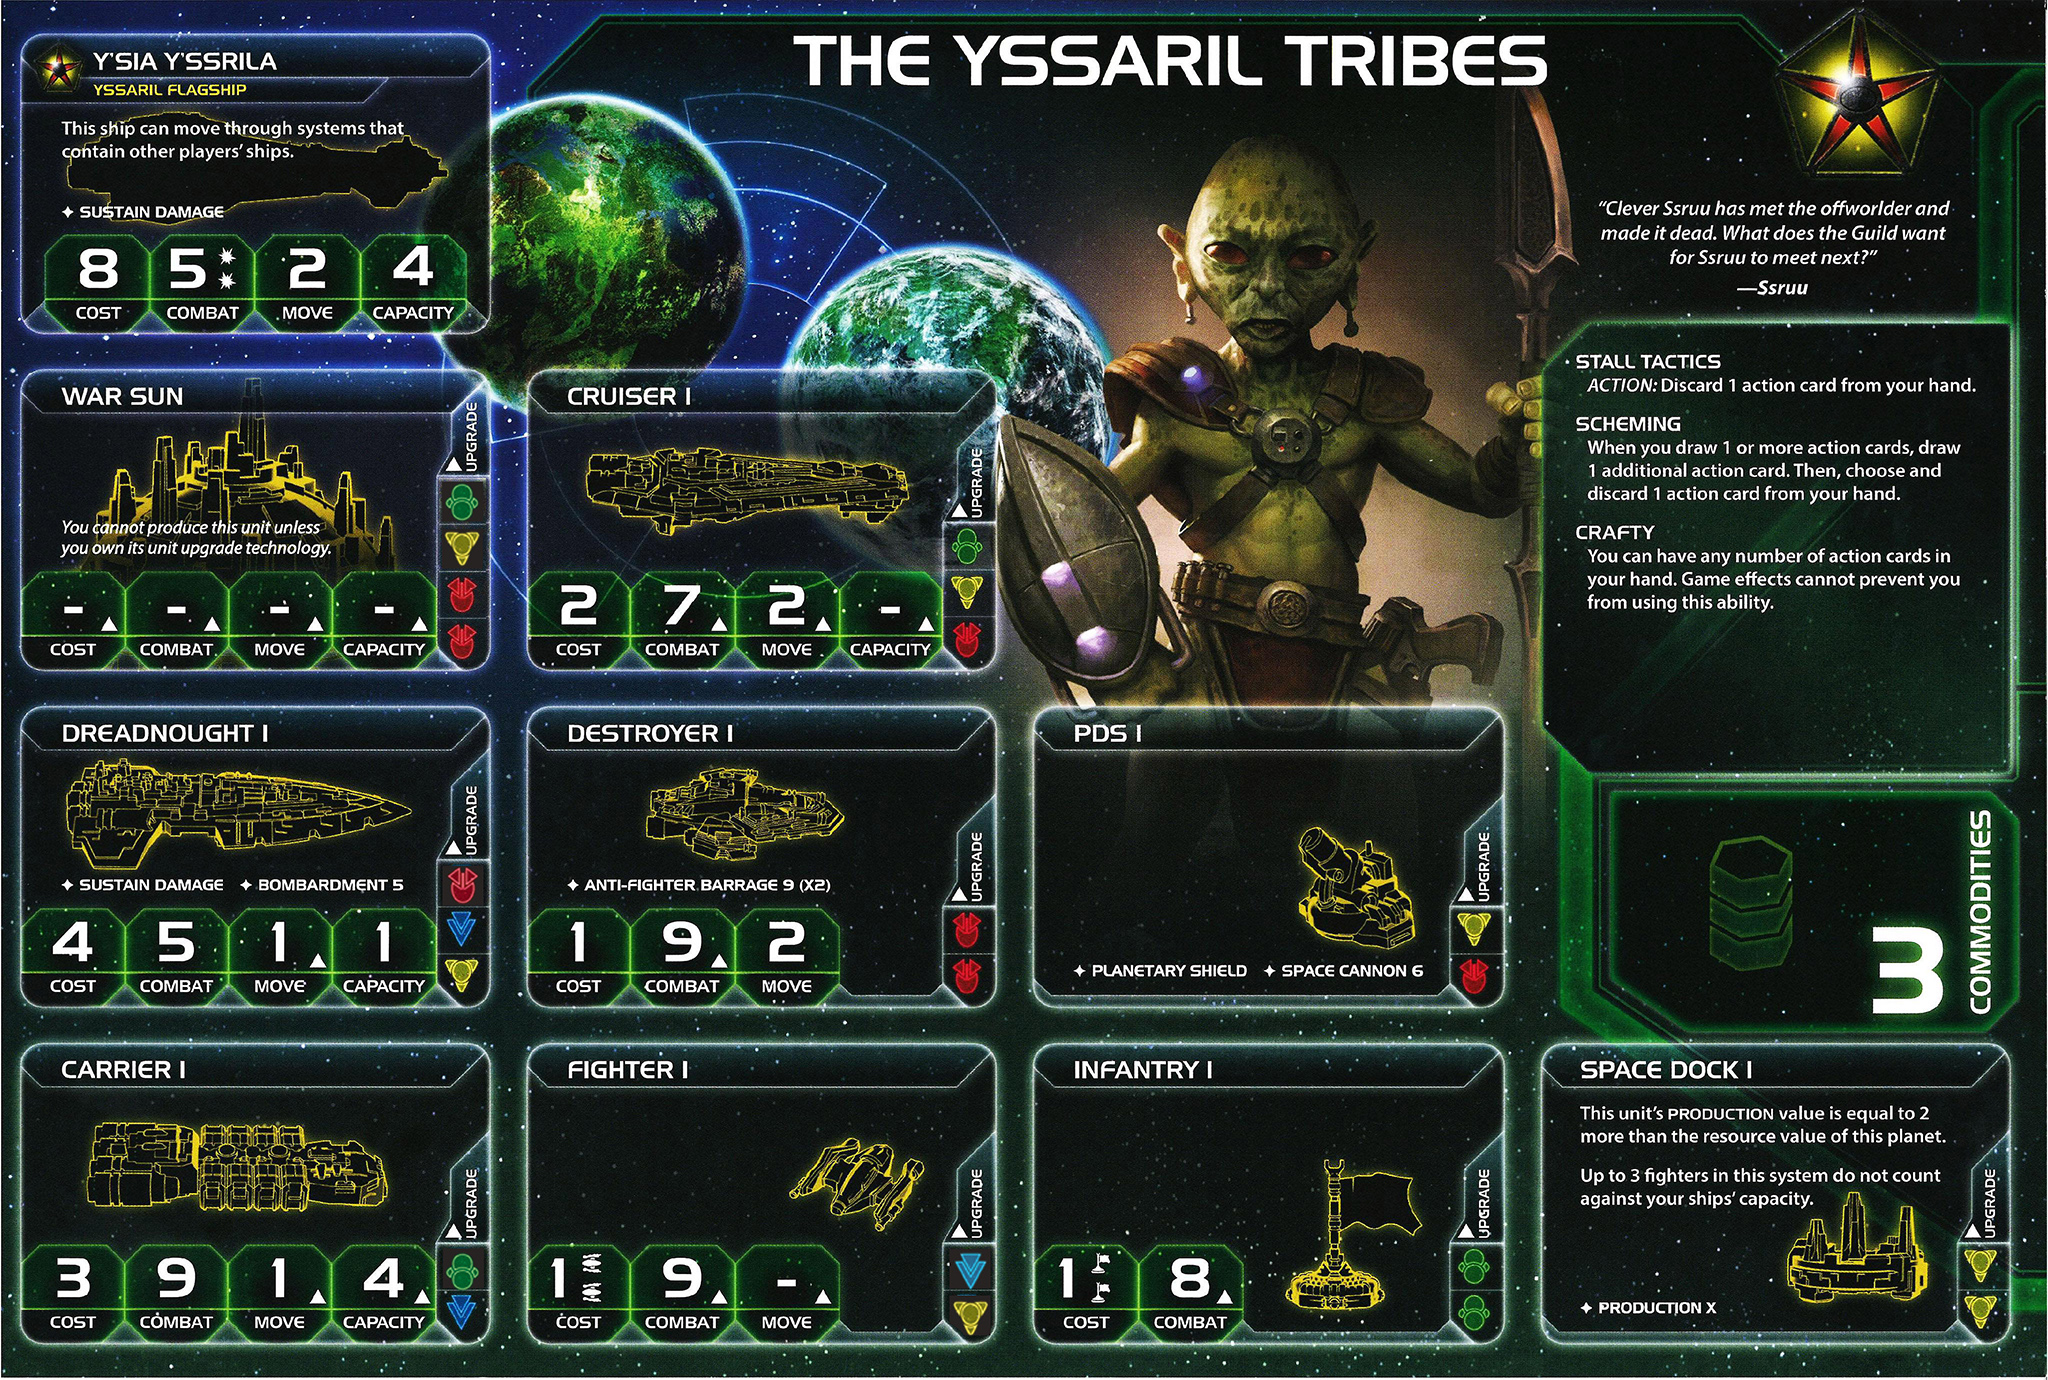 THE YSSARIL TRIBES
Y'SIA Y'SSRILA
YSSARIL FLAGSHIP
This ship can move through systems that
contain other players' ships.
✦ SUSTAIN DAMAGE
8 5 2 4
COST COMBAT MOVE CAPACITY
“Clever Ssruu has met the offworlder and
made it dead. What does the Guild want
for Ssruu to meet next?”
—Ssruu
STALL TACTICS
ACTION: Discard 1 action card from your hand.
SCHEMING
When you draw 1 or more action cards, draw
1 additional action card. Then, choose and
discard 1 action card from your hand.
CRAFTY
You can have any number of action cards in
your hand. Game effects cannot prevent you
from using this ability.
WAR SUN
UPGRADE
You cannot produce this unit unless
you own its unit upgrade technology.
- - - -
COST COMBAT MOVE CAPACITY
CRUISER I
UPGRADE
2 7 2 -
COST COMBAT MOVE CAPACITY
DREADNOUGHT I
UPGRADE
✦ SUSTAIN DAMAGE ✦ BOMBARDMENT 5
4 5 1 1
COST COMBAT MOVE CAPACITY
DESTROYER I
UPGRADE
✦ ANTI-FIGHTER BARRAGE 9 (X2)
1 9 2
COST COMBAT MOVE
PDS I
UPGRADE
✦ PLANETARY SHIELD ✦ SPACE CANNON 6
3
COMMODITIES
CARRIER I
UPGRADE
3 9 1 4
COST COMBAT MOVE CAPACITY
FIGHTER I
UPGRADE
1 9 -
COST COMBAT MOVE
INFANTRY I
UPGRADE
1 8
COST COMBAT
SPACE DOCK I
This unit's PRODUCTION value is equal to 2
more than the resource value of this planet.
Up to 3 fighters in this system do not count
against your ships' capacity.
UPGRADE
✦ PRODUCTION X